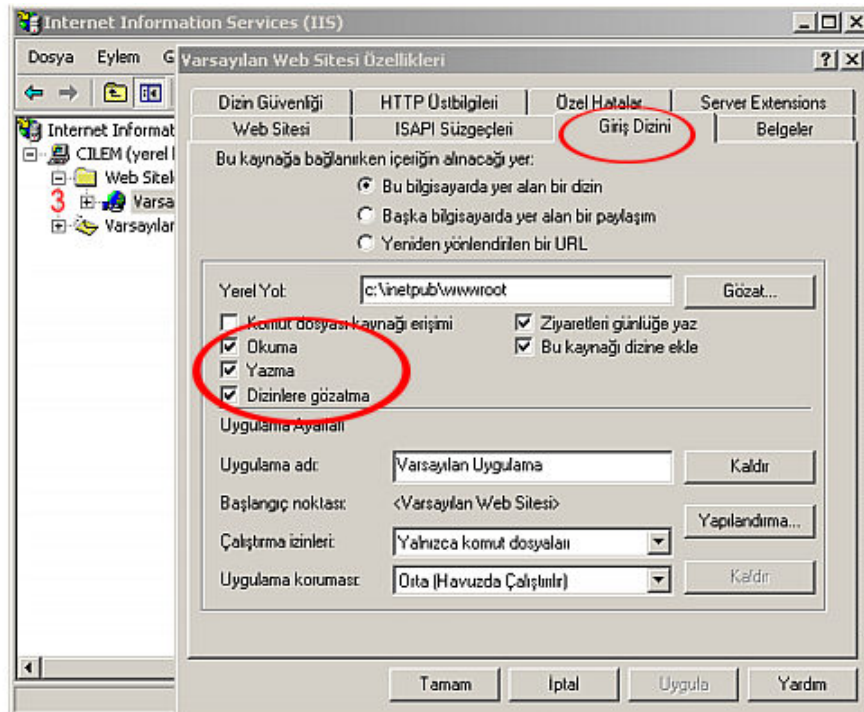 Internet Information Services (IIS)
Dosya Eylem G
Varsayılan Web Sitesi Özellikleri
Internet Informat
CILEM (yerel l
Web Sitel
3 Varsa
Varsayılar
Dizin Güvenliği HTTP Üstbilgileri Özel Hatalar Server Extensions
Web Sitesi ISAPI Süzgeçleri Giriş Dizini Belgeler
Bu kaynağa bağlanırken içeriğin alınacağı yer:
Bu bilgisayarda yer alan bir dizin
Başka bilgisayarda yer alan bir paylaşım
Yeniden yönlendirilen bir URL
Yerel Yol: c:\inetpub\wwwroot Gözat...
Komut dosyası kaynağı erişimi Ziyaretleri günlüğe yaz
Okuma Bu kaynağı dizine ekle
Yazma
Dizinlere gözatma
Uygulama Ayarları
Uygulama adı: Varsayılan Uygulama Kaldır
Başlangıç noktası: <Varsayılan Web Sitesi>
Yapılandırma...
Çalıştırma izinleri: Yalnızca komut dosyaları
Uygulama koruması: Orta (Havuzda Çalıştırılır) Kaldır
Tamam İptal Uygula Yardım